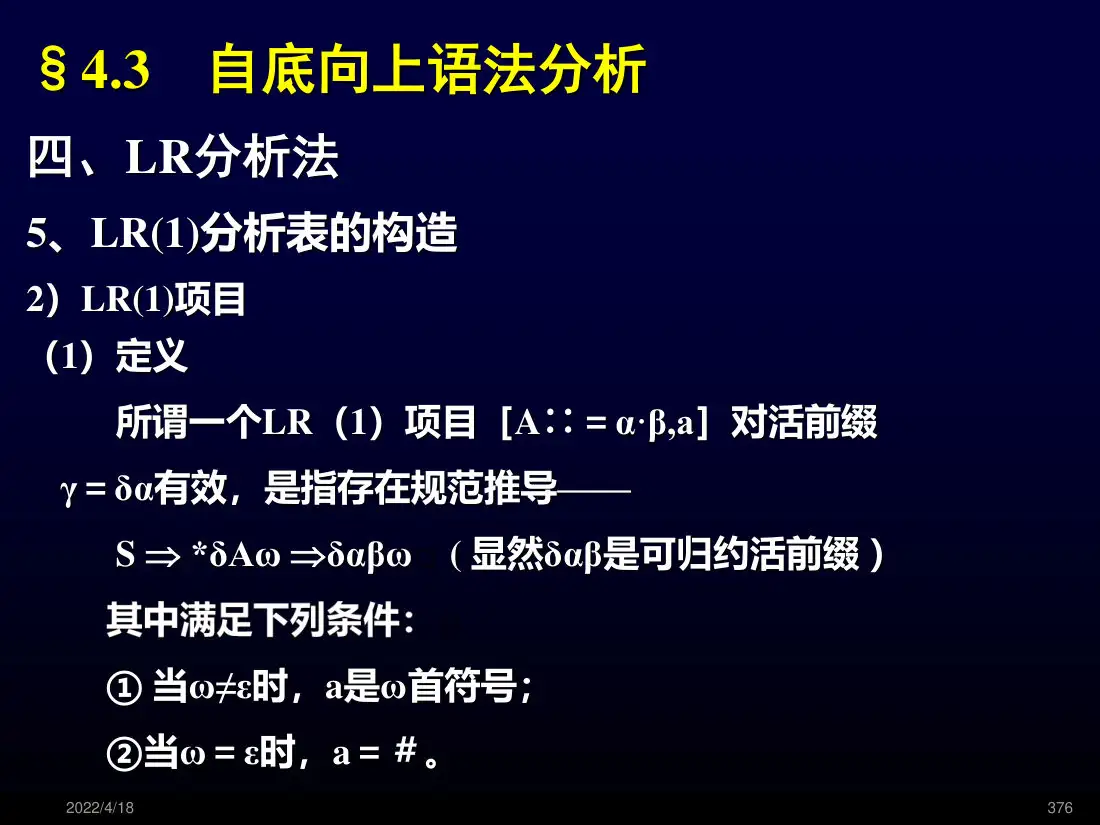 §4.3 自底向上语法分析
四、LR分析法
5、LR(1)分析表的构造
2）LR(1)项目
（1）定义
所谓一个LR（1）项目［A∷＝α·β,a］对活前缀
γ＝δα有效，是指存在规范推导——
S ⇒ *δAω ⇒δαβω （ 显然δαβ是可归约活前缀 ）
其中满足下列条件：
① 当ω≠ε时，a是ω首符号；
②当ω＝ε时，a＝＃。
2022/4/18
376